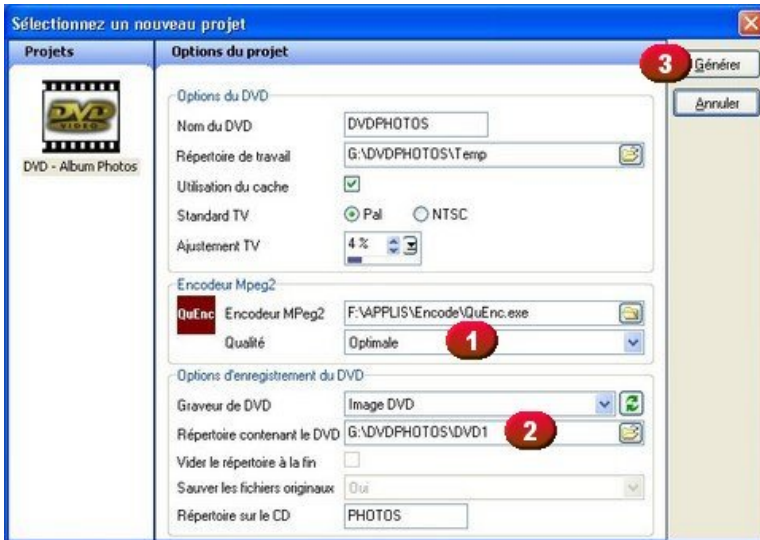 Sélectionnez un nouveau projet
Projets
Options du projet
3
Générer
Annuler
DVD
VIDEO
DVD - Album Photos
Options du DVD
Nom du DVD DVDPHOTOS
Répertoire de travail G:\DVDPHOTOS\Temp
Utilisation du cache
Standard TV Pal NTSC
Ajustement TV 4 %
Encodeur Mpeg2
QuEnc Encodeur MPeg2 F:\APPLIS\Encode\QuEnc.exe
Qualité Optimale 1
Options d'enregistrement du DVD
Graveur de DVD Image DVD
Répertoire contenant le DVD G:\DVDPHOTOS\DVD1 2
Vider le répertoire à la fin
Sauver les fichiers originaux Oui
Répertoire sur le CD PHOTOS